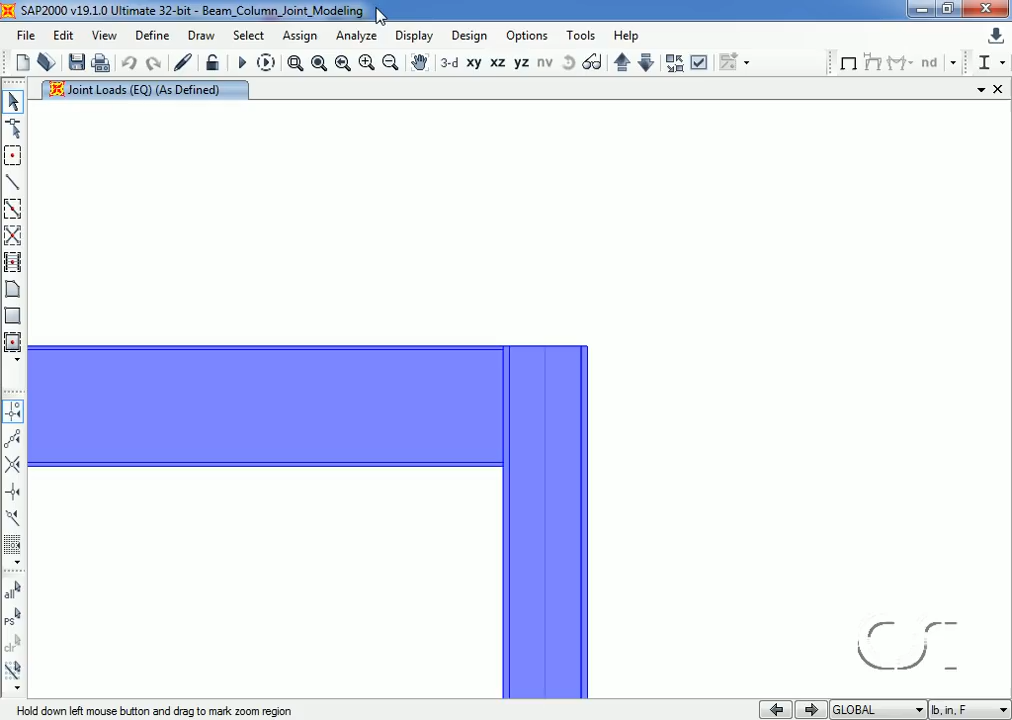 SAP2000 v19.1.0 Ultimate 32-bit - Beam_Column_Joint_Modeling
File Edit View Define Draw Select Assign Analyze Display Design Options Tools Help
3-d xy xz yz nv nd
Joint Loads (EQ) (As Defined)
all
PS
clr
CSI
Hold down left mouse button and drag to mark zoom region GLOBAL lb, in, F